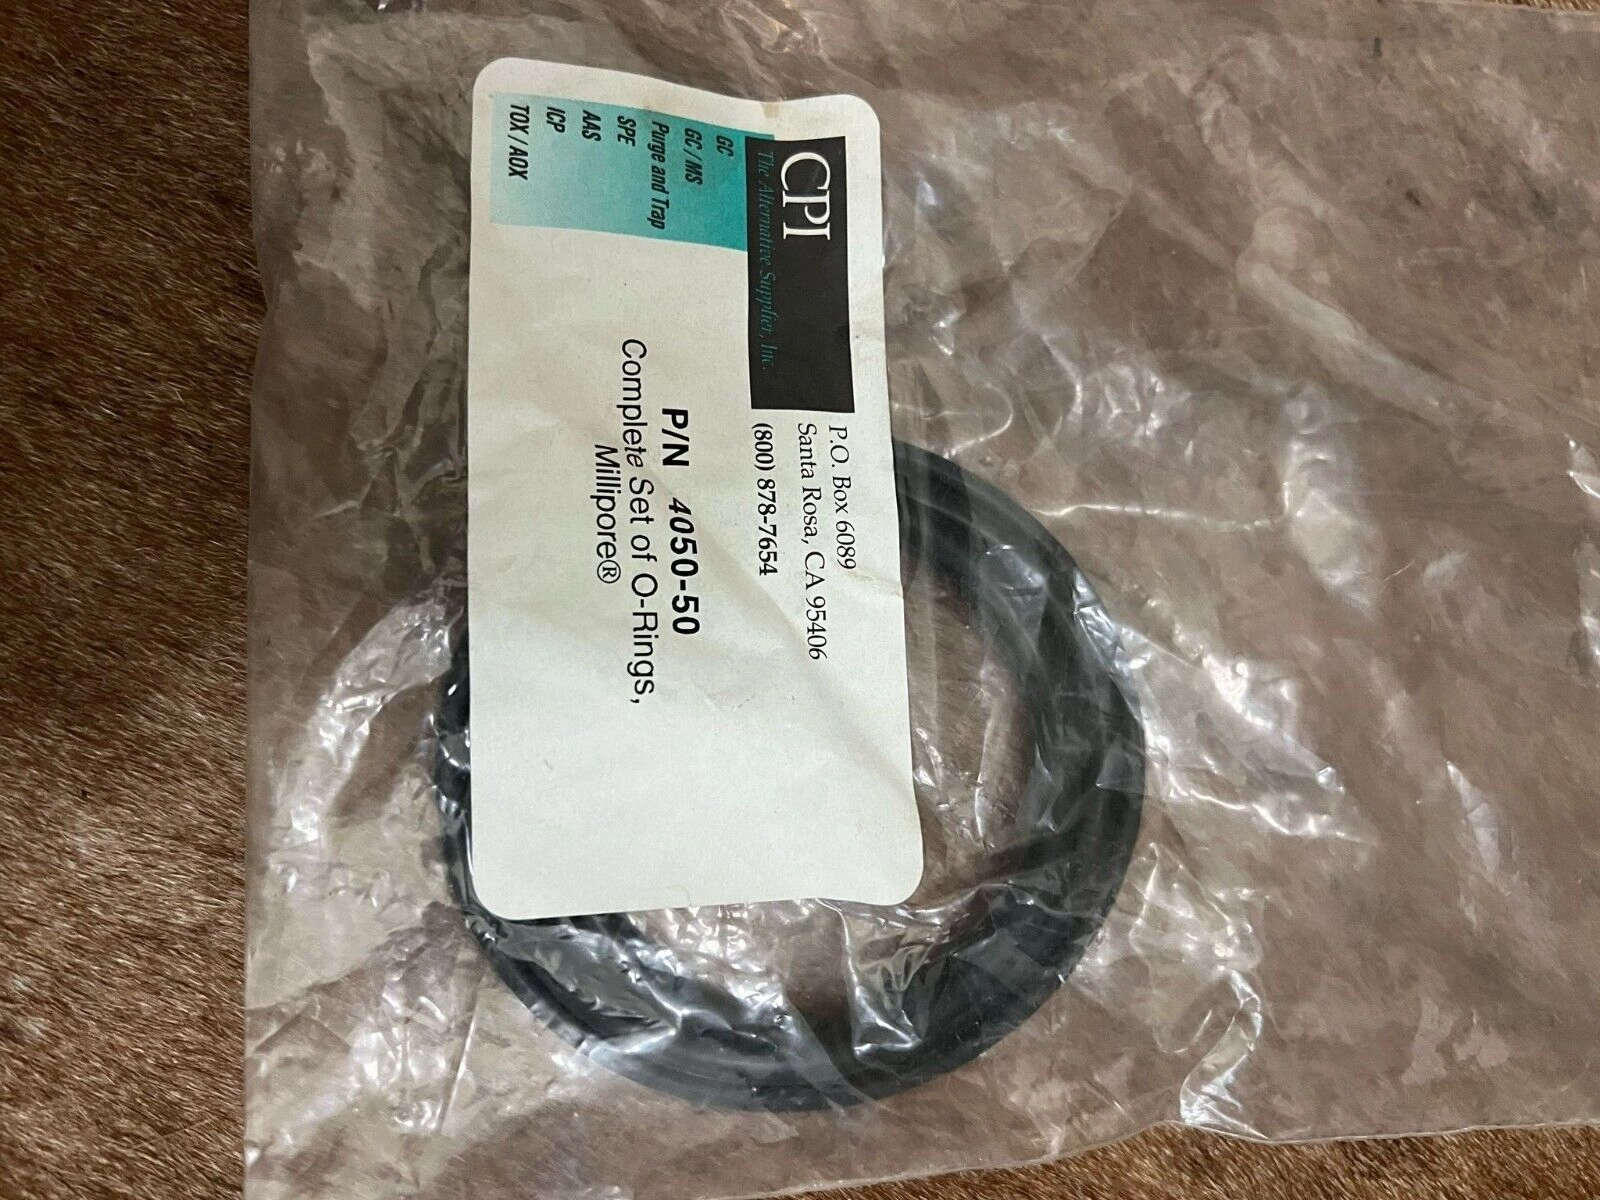 CPI
The Alternative Supplier, Inc.
P.O. Box 6089
Santa Rosa, CA 95406
(800) 878-7654
GC
GC / MS
Purge and Trap
SPE
AAS
ICP
TOX / AOX
P/N 4050-50
Complete Set of O-Rings,
Millipore®